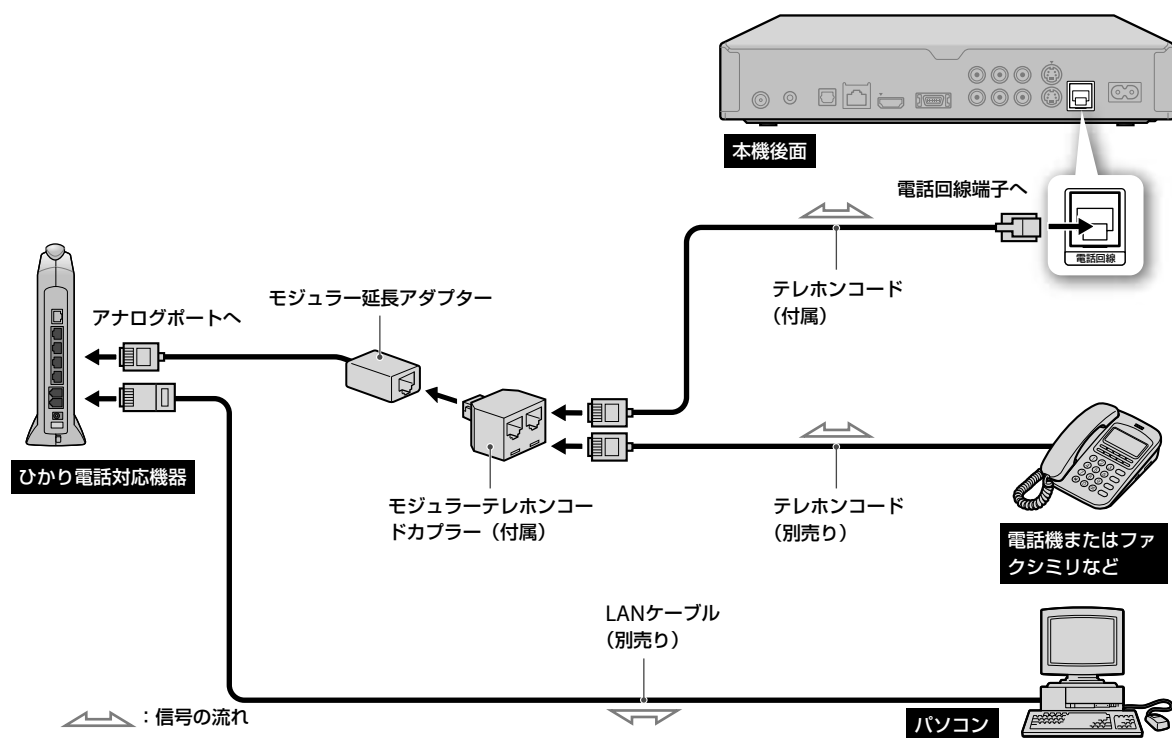 本機後面
電話回線端子へ
電話回線
テレホンコード
（付属）
モジュラー延長アダプター
アナログポートへ
ひかり電話対応機器
モジュラーテレホンコー
ドカプラー（付属）
テレホンコード
（別売り）
電話機またはファ
クシミリなど
LANケーブル
（別売り）
：信号の流れ
パソコン